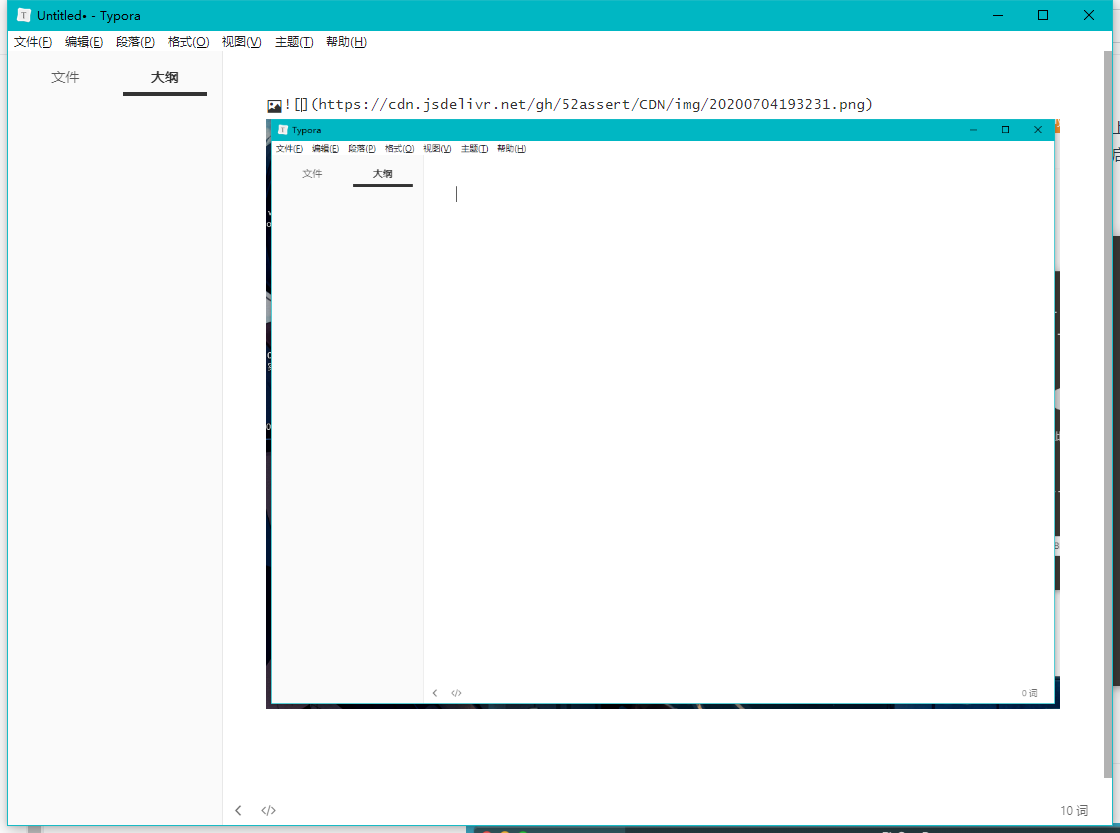 Untitled• - Typora
文件(F) 编辑(E) 段落(P) 格式(O) 视图(V) 主题(T) 帮助(H)
文件 大纲
![](https://cdn.jsdelivr.net/gh/52assert/CDN/img/20200704193231.png)
Typora
文件(F) 编辑(E) 段落(P) 格式(O) 视图(V) 主题(T) 帮助(H)
文件 大纲
</> 0 词
</> 10 词